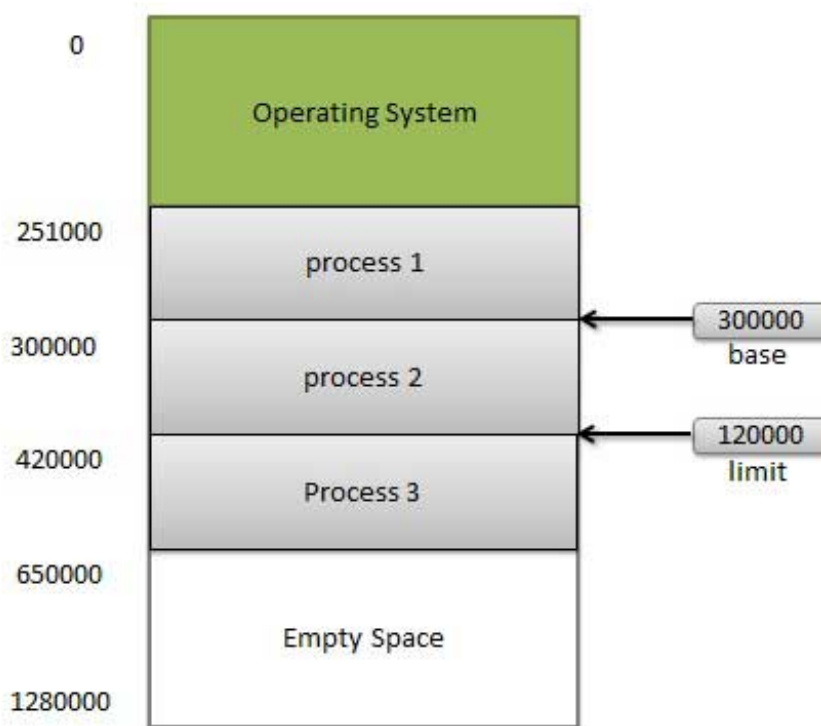 0
Operating System
251000
process 1
300000
base
300000
process 2
120000
limit
420000
Process 3
650000
Empty Space
1280000